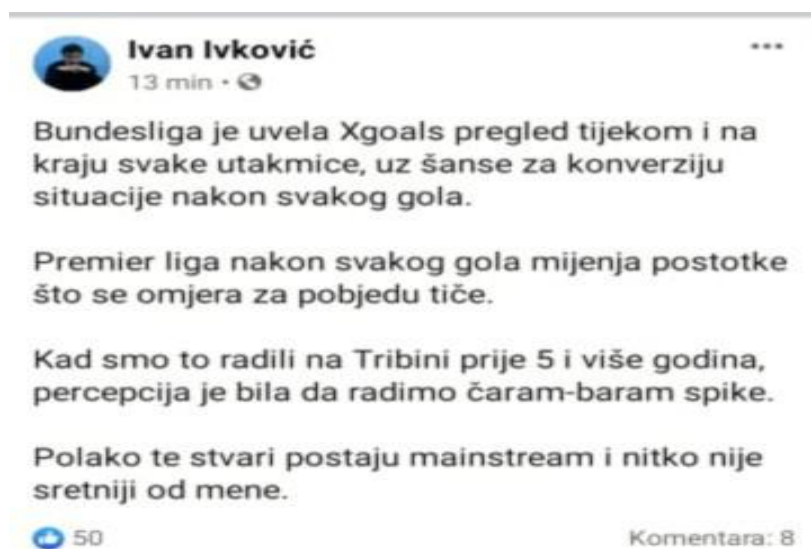 Ivan Ivković
13 min
Bundesliga je uvela Xgoals pregled tijekom i na
kraju svake utakmice, uz šanse za konverziju
situacije nakon svakog gola.
Premier liga nakon svakog gola mijenja postotke
što se omjera za pobjedu tiče.
Kad smo to radili na Tribini prije 5 i više godina,
percepcija je bila da radimo čaram-baram spike.
Polako te stvari postaju mainstream i nitko nije
sretniji od mene.
50 Komentara: 8